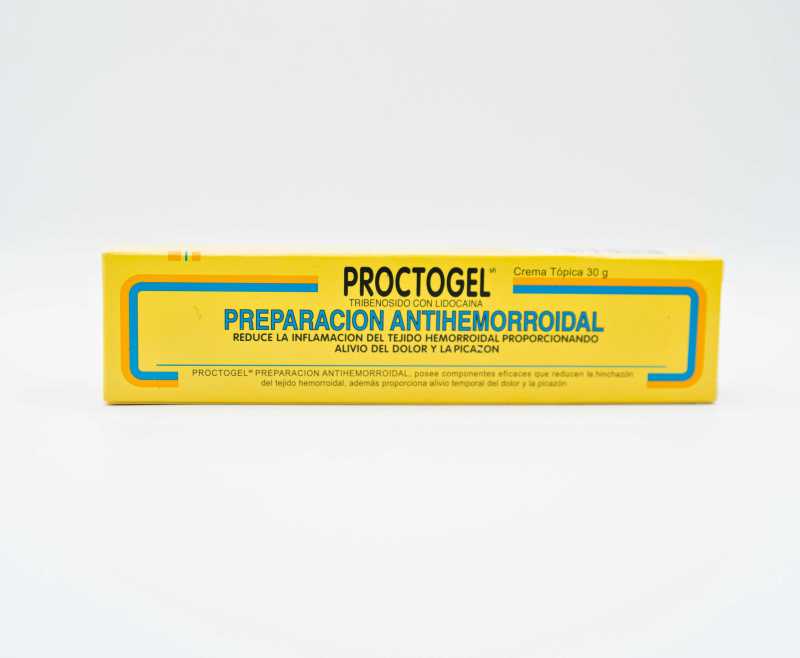 PROCTOGEL
Crema Tópica 30 g
TRIBENOSIDO CON LIDOCAINA
PREPARACION ANTIHEMORROIDAL
REDUCE LA INFLAMACION DEL TEJIDO HEMORROIDAL PROPORCIONANDO
ALIVIO DEL DOLOR Y LA PICAZON
PROCTOGEL PREPARACION ANTIHEMORROIDAL, posee componentes eficaces que reducen la hinchazón
del tejido hemorroidal, además proporciona alivio temporal del dolor y la picazón